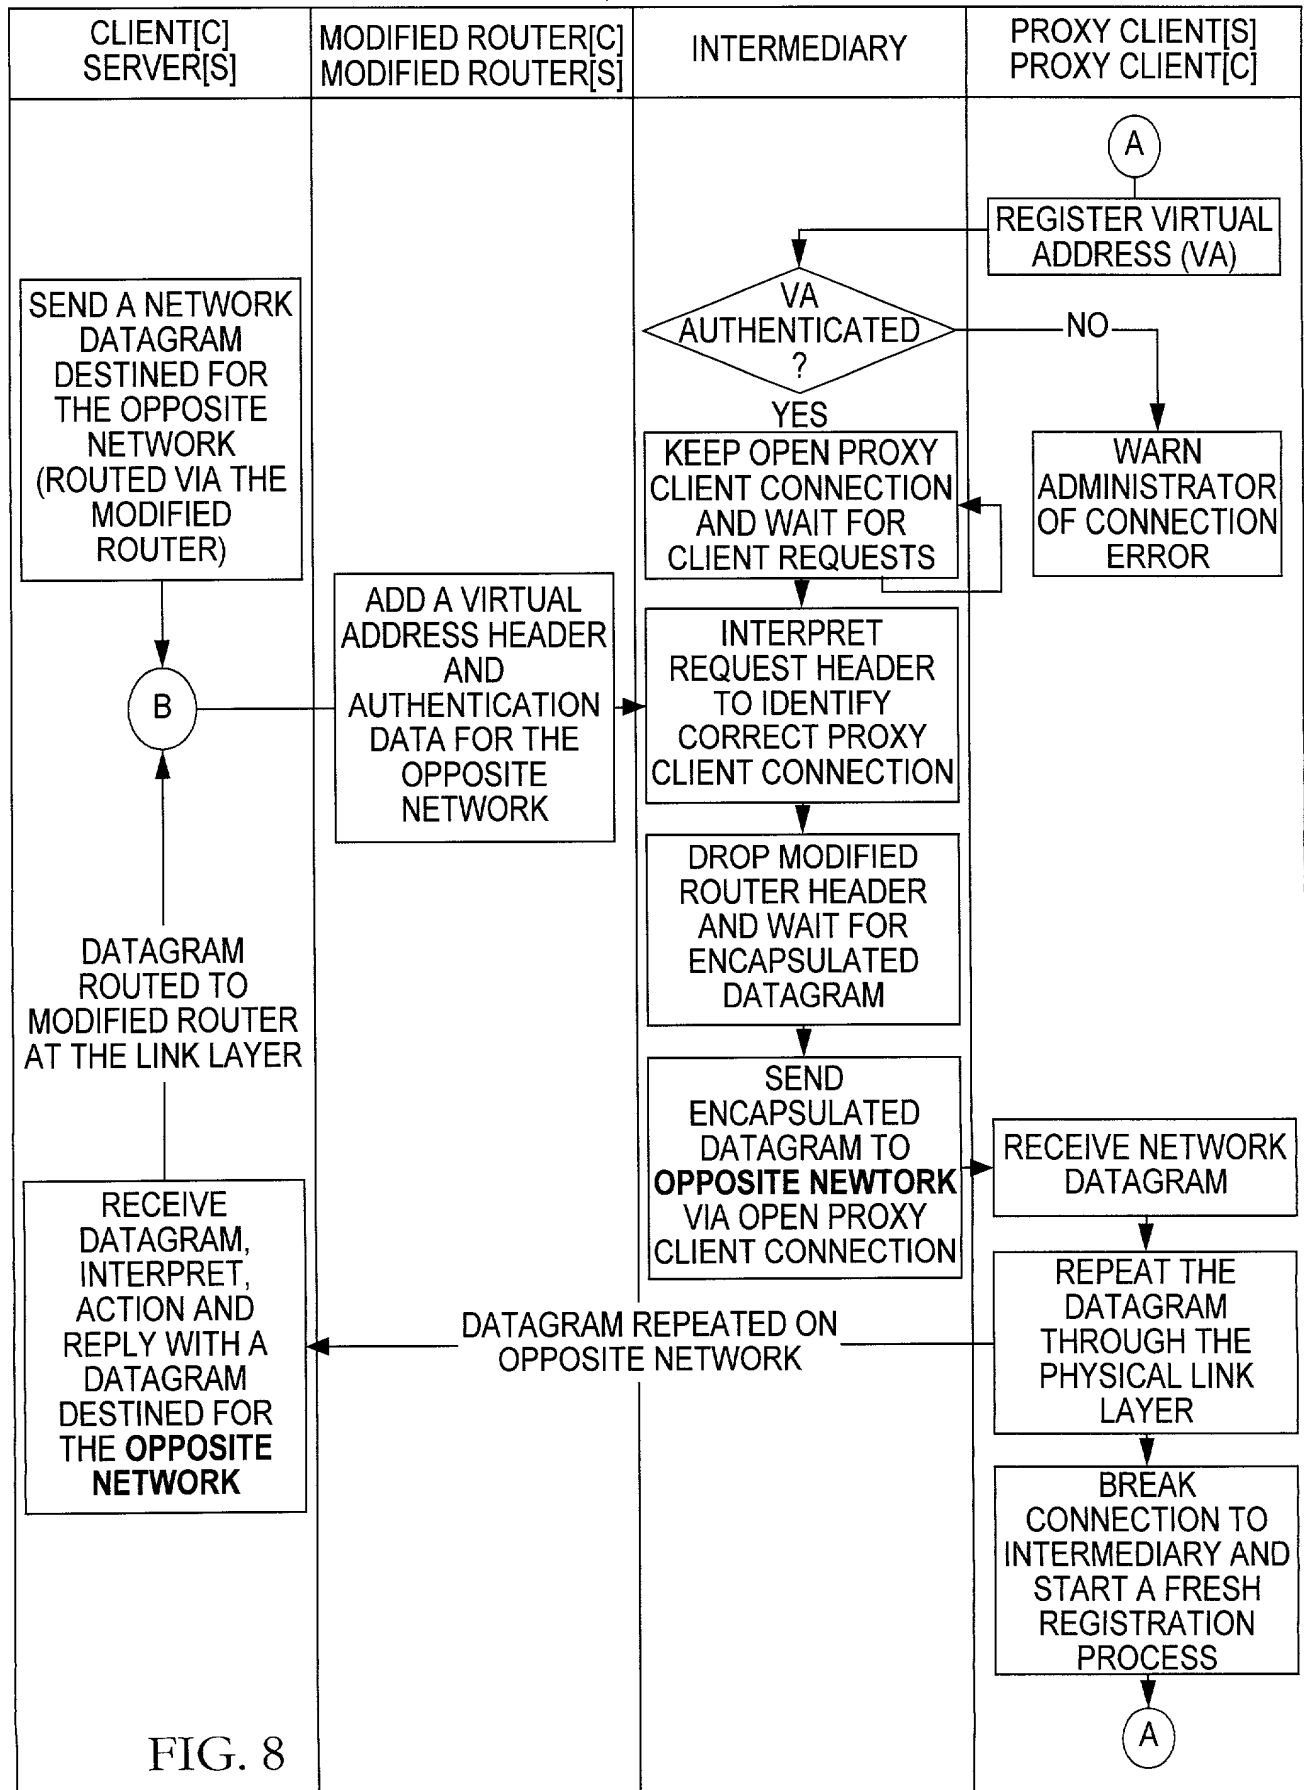 CLIENT[C]
SERVER[S]
MODIFIED ROUTER[C]
MODIFIED ROUTER[S]
INTERMEDIARY
PROXY CLIENT[S]
PROXY CLIENT[C]
A
REGISTER VIRTUAL
ADDRESS (VA)
VA
AUTHENTICATED
?
NO
YES
WARN
ADMINISTRATOR
OF CONNECTION
ERROR
KEEP OPEN PROXY
CLIENT CONNECTION
AND WAIT FOR
CLIENT REQUESTS
SEND A NETWORK
DATAGRAM
DESTINED FOR
THE OPPOSITE
NETWORK
(ROUTED VIA THE
MODIFIED
ROUTER)
B
ADD A VIRTUAL
ADDRESS HEADER
AND
AUTHENTICATION
DATA FOR THE
OPPOSITE
NETWORK
INTERPRET
REQUEST HEADER
TO IDENTIFY
CORRECT PROXY
CLIENT CONNECTION
DROP MODIFIED
ROUTER HEADER
AND WAIT FOR
ENCAPSULATED
DATAGRAM
SEND
ENCAPSULATED
DATAGRAM TO
OPPOSITE NEWTORK
VIA OPEN PROXY
CLIENT CONNECTION
RECEIVE NETWORK
DATAGRAM
REPEAT THE
DATAGRAM
THROUGH THE
PHYSICAL LINK
LAYER
DATAGRAM REPEATED ON
OPPOSITE NETWORK
RECEIVE
DATAGRAM,
INTERPRET,
ACTION AND
REPLY WITH A
DATAGRAM
DESTINED FOR
THE OPPOSITE
NETWORK
DATAGRAM
ROUTED TO
MODIFIED ROUTER
AT THE LINK LAYER
BREAK
CONNECTION TO
INTERMEDIARY AND
START A FRESH
REGISTRATION
PROCESS
A
FIG. 8